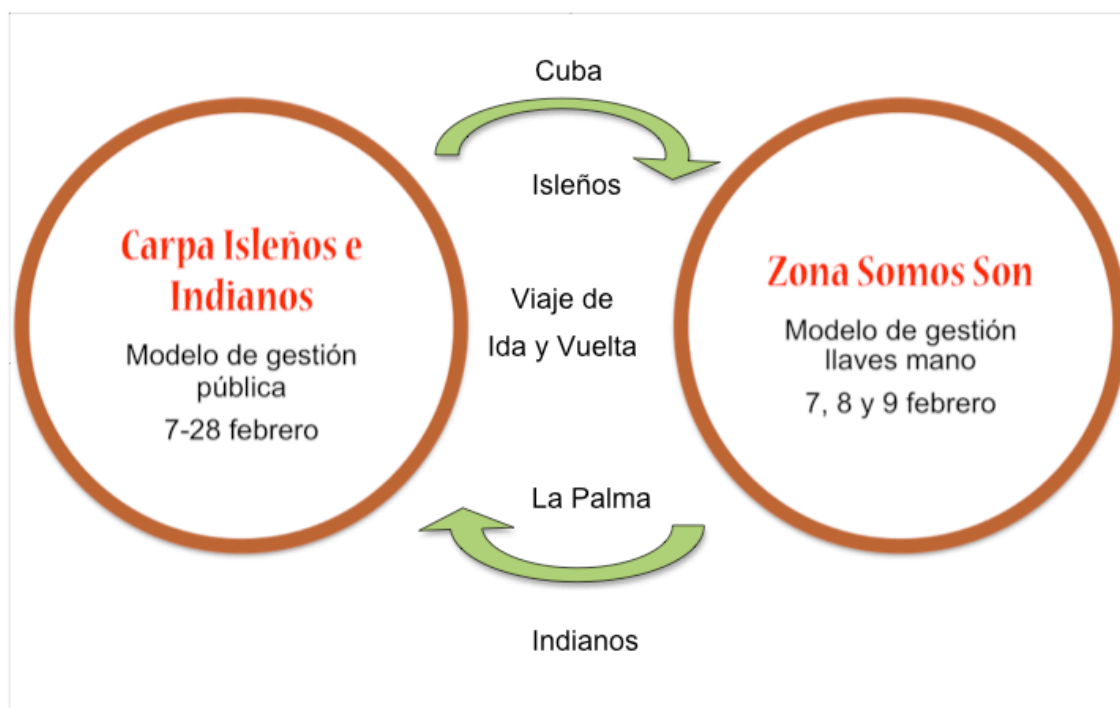 Carpa Isleños e
Indianos
Modelo de gestión
pública
7-28 febrero
Cuba
Isleños
Viaje de
Ida y Vuelta
La Palma
Indianos
Zona Somos Son
Modelo de gestión
llaves mano
7, 8 y 9 febrero